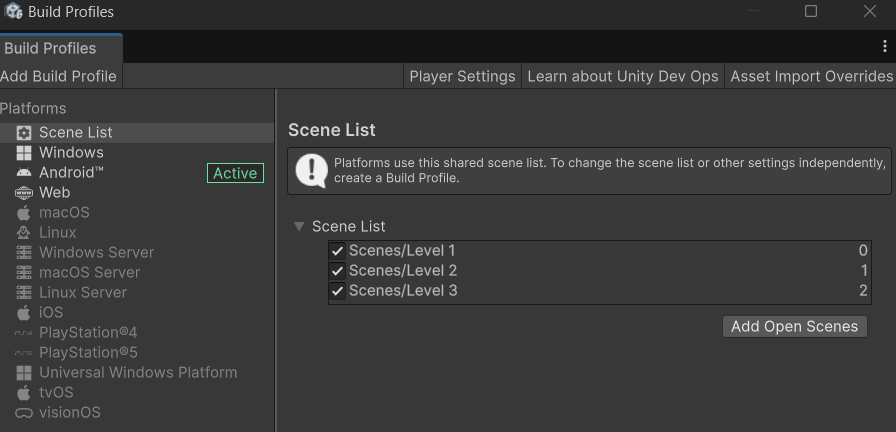 Build Profiles
Build Profiles
Add Build Profile
Player Settings
Learn about Unity Dev Ops
Asset Import Overrides
Platforms
Scene List
Windows
Android™
Active
Web
macOS
Linux
Windows Server
macOS Server
Linux Server
iOS
PlayStation®4
PlayStation®5
Universal Windows Platform
tvOS
visionOS
Scene List
Platforms use this shared scene list. To change the scene list or other settings independently,
create a Build Profile.
Scene List
Scenes/Level 1 0
Scenes/Level 2 1
Scenes/Level 3 2
Add Open Scenes